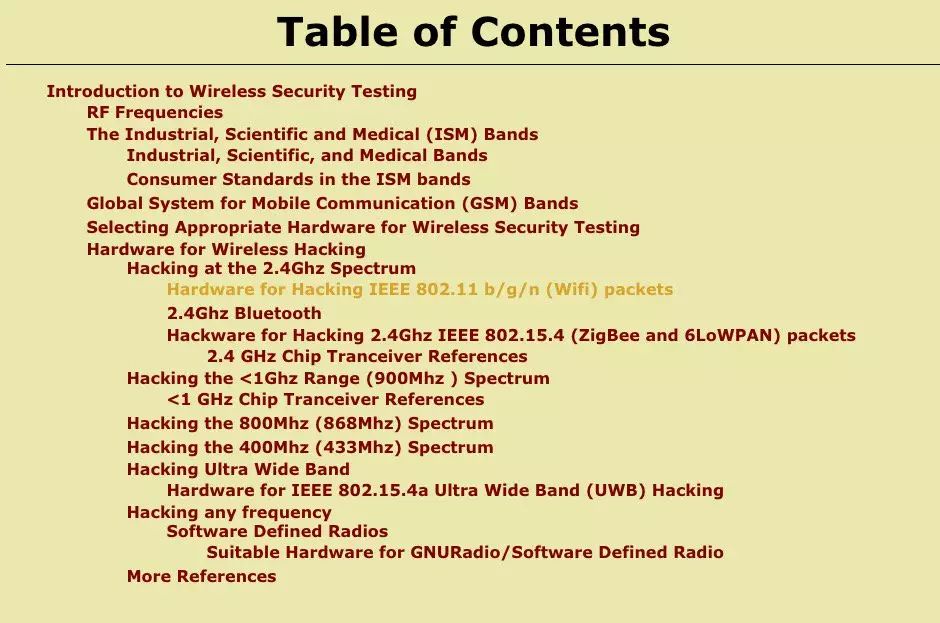 Table of Contents
Introduction to Wireless Security Testing
RF Frequencies
The Industrial, Scientific and Medical (ISM) Bands
Industrial, Scientific, and Medical Bands
Consumer Standards in the ISM bands
Global System for Mobile Communication (GSM) Bands
Selecting Appropriate Hardware for Wireless Security Testing
Hardware for Wireless Hacking
Hacking at the 2.4Ghz Spectrum
Hardware for Hacking IEEE 802.11 b/g/n (Wifi) packets
2.4Ghz Bluetooth
Hackware for Hacking 2.4Ghz IEEE 802.15.4 (ZigBee and 6LoWPAN) packets
2.4 GHz Chip Tranceiver References
Hacking the <1Ghz Range (900Mhz ) Spectrum
<1 GHz Chip Tranceiver References
Hacking the 800Mhz (868Mhz) Spectrum
Hacking the 400Mhz (433Mhz) Spectrum
Hacking Ultra Wide Band
Hardware for IEEE 802.15.4a Ultra Wide Band (UWB) Hacking
Hacking any frequency
Software Defined Radios
Suitable Hardware for GNURadio/Software Defined Radio
More References